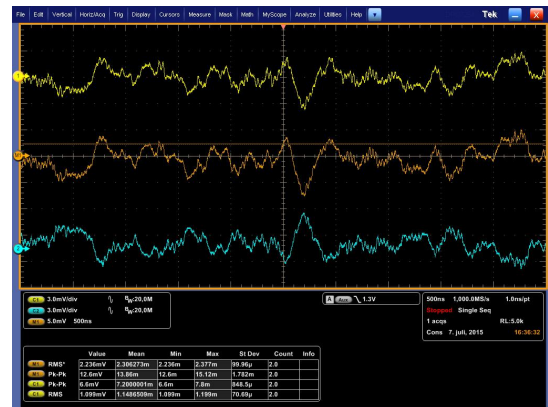 File Edit Vertical Horiz/Acq Trig Display Cursors Measure Mask Math MyScope Analyze Utilities Help Tek
1
M1
2
C1 3.0mV/div BW:20,0M
C2 3.0mV/div BW:20,0M
M1 5.0mV 500ns
A 1.3V
500ns 1,000.0MS/s 1.0ns/pt
Stopped Single Seq
1 acqs RL:5.0k
Cons 7. juli, 2015 16:36:32
Value Mean Min Max St Dev Count Info
M1 RMS* 2.236mV 2.306273m 2.236m 2.377m 99.96µ 2.0
M1 Pk-Pk 12.6mV 13.86m 12.6m 15.12m 1.782m 2.0
C1 Pk-Pk 6.6mV 7.2000001m 6.6m 7.8m 848.5µ 2.0
C1 RMS 1.099mV 1.1486509m 1.099m 1.199m 70.69µ 2.0